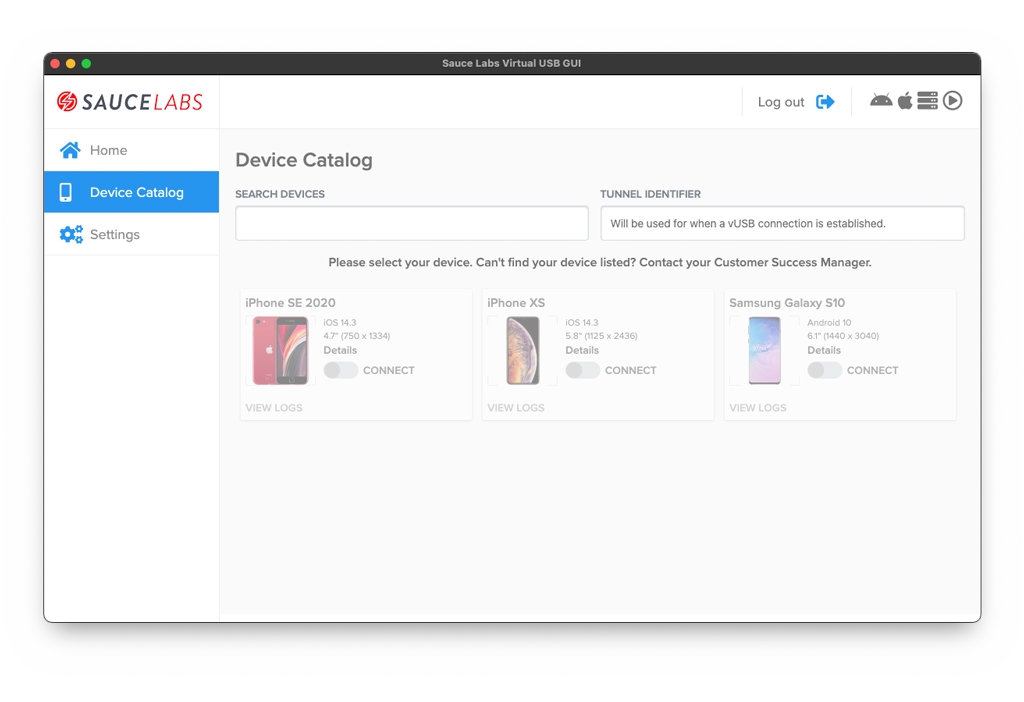 Sauce Labs Virtual USB GUI
SAUCELABS
Log out
Home
Device Catalog
Settings
Device Catalog
SEARCH DEVICES
TUNNEL IDENTIFIER
Will be used for when a vUSB connection is established.
Please select your device. Can't find your device listed? Contact your Customer Success Manager.
iPhone SE 2020
iOS 14.3
4.7" (750 x 1334)
Details
CONNECT
VIEW LOGS
iPhone XS
iOS 14.3
5.8" (1125 x 2436)
Details
CONNECT
VIEW LOGS
Samsung Galaxy S10
Android 10
6.1" (1440 x 3040)
Details
CONNECT
VIEW LOGS